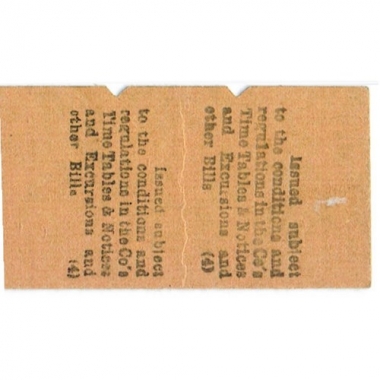 Issued subject
to the conditions and
regulations in the Co's
Time Tables & Notices
and Excursions and
other Bills (4)
Issued subject
to the conditions and
regulations in the Co's
Time Tables & Notices
and Excursions and
other Bills (4)